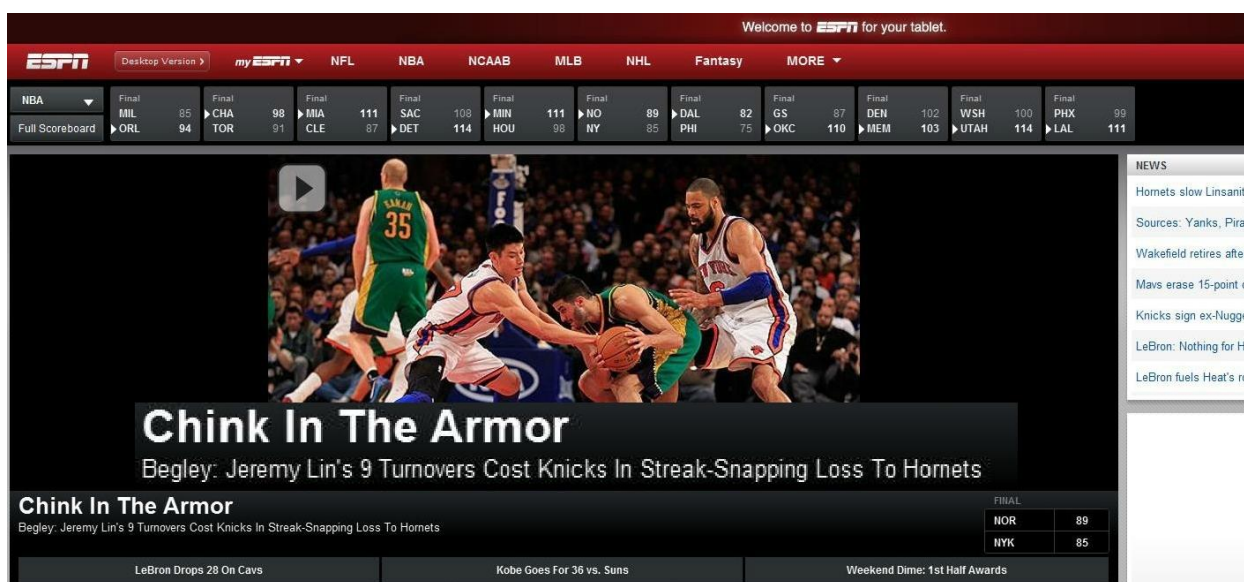 Welcome to ESPN for your tablet.
ESPN Desktop Version > my ESPN NFL NBA NCAAB MLB NHL Fantasy MORE
NBA
Full Scoreboard
Final
MIL 85
ORL 94
Final
CHA 98
TOR 91
Final
MIA 111
CLE 87
Final
SAC 108
DET 114
Final
MIN 111
HOU 98
Final
NO 89
NY 85
Final
DAL 82
PHI 75
Final
GS 87
OKC 110
Final
DEN 102
MEM 103
Final
WSH 100
UTAH 114
Final
PHX 99
LAL 111
KAMAN
35
NEW YORK
Chink In The Armor
Begley: Jeremy Lin's 9 Turnovers Cost Knicks In Streak-Snapping Loss To Hornets
Chink In The Armor
Begley: Jeremy Lin's 9 Turnovers Cost Knicks In Streak-Snapping Loss To Hornets
FINAL
NOR 89
NYK 85
LeBron Drops 28 On Cavs
Kobe Goes For 36 vs. Suns
Weekend Dime: 1st Half Awards
NEWS
Hornets slow Linsanit
Sources: Yanks, Pira
Wakefield retires afte
Mavs erase 15-point
Knicks sign ex-Nugge
LeBron: Nothing for H
LeBron fuels Heat's r